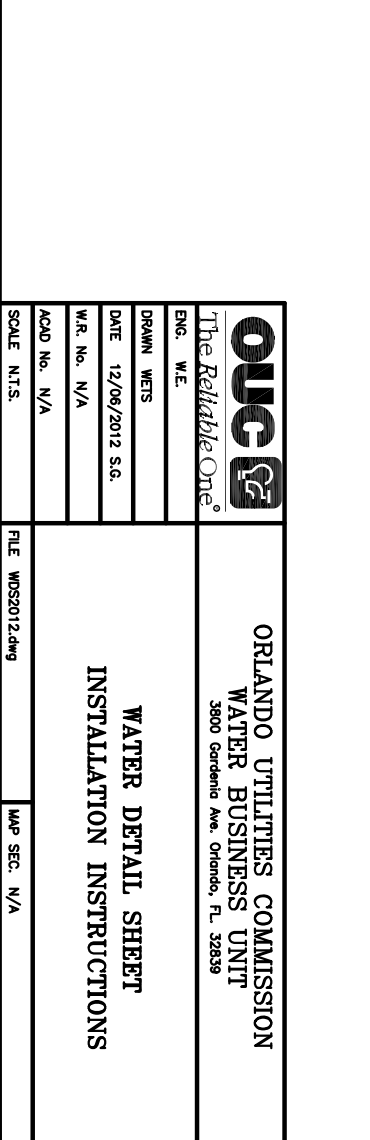 OUC
The Reliable One®
ORLANDO UTILITIES COMMISSION
WATER BUSINESS UNIT
3800 Gardenia Ave. Orlando, FL. 32839
ENG. W.E.
DRAWN WETS
DATE 12/06/2012 S.G.
W.R. No. N/A
ACAD No. N/A
SCALE N.T.S.
WATER DETAIL SHEET
INSTALLATION INSTRUCTIONS
FILE WDS2012.dwg
MAP SEC. N/A